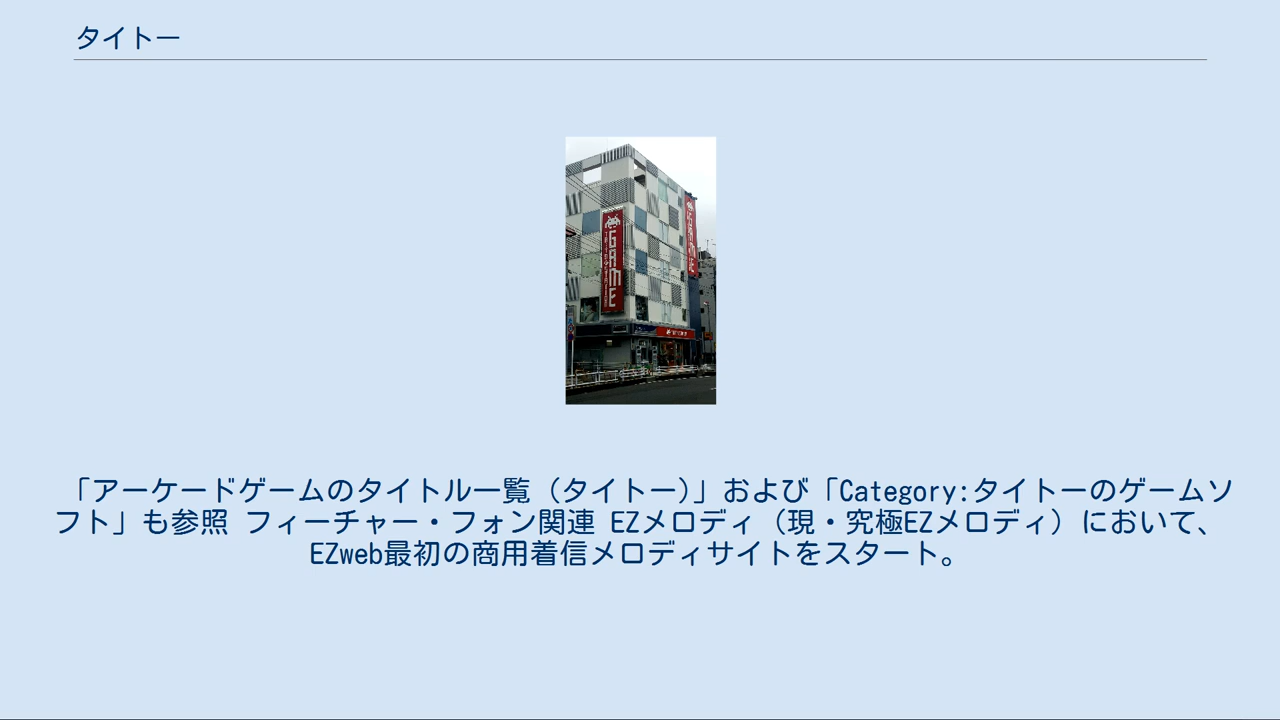 タイトー
GAME
GAME
「アーケードゲームのタイトル一覧 (タイトー)」および「Category:タイトーのゲームソ
フト」も参照 フィーチャー・フォン関連 EZメロディ（現・究極EZメロディ）において、
EZweb最初の商用着信メロディサイトをスタート。